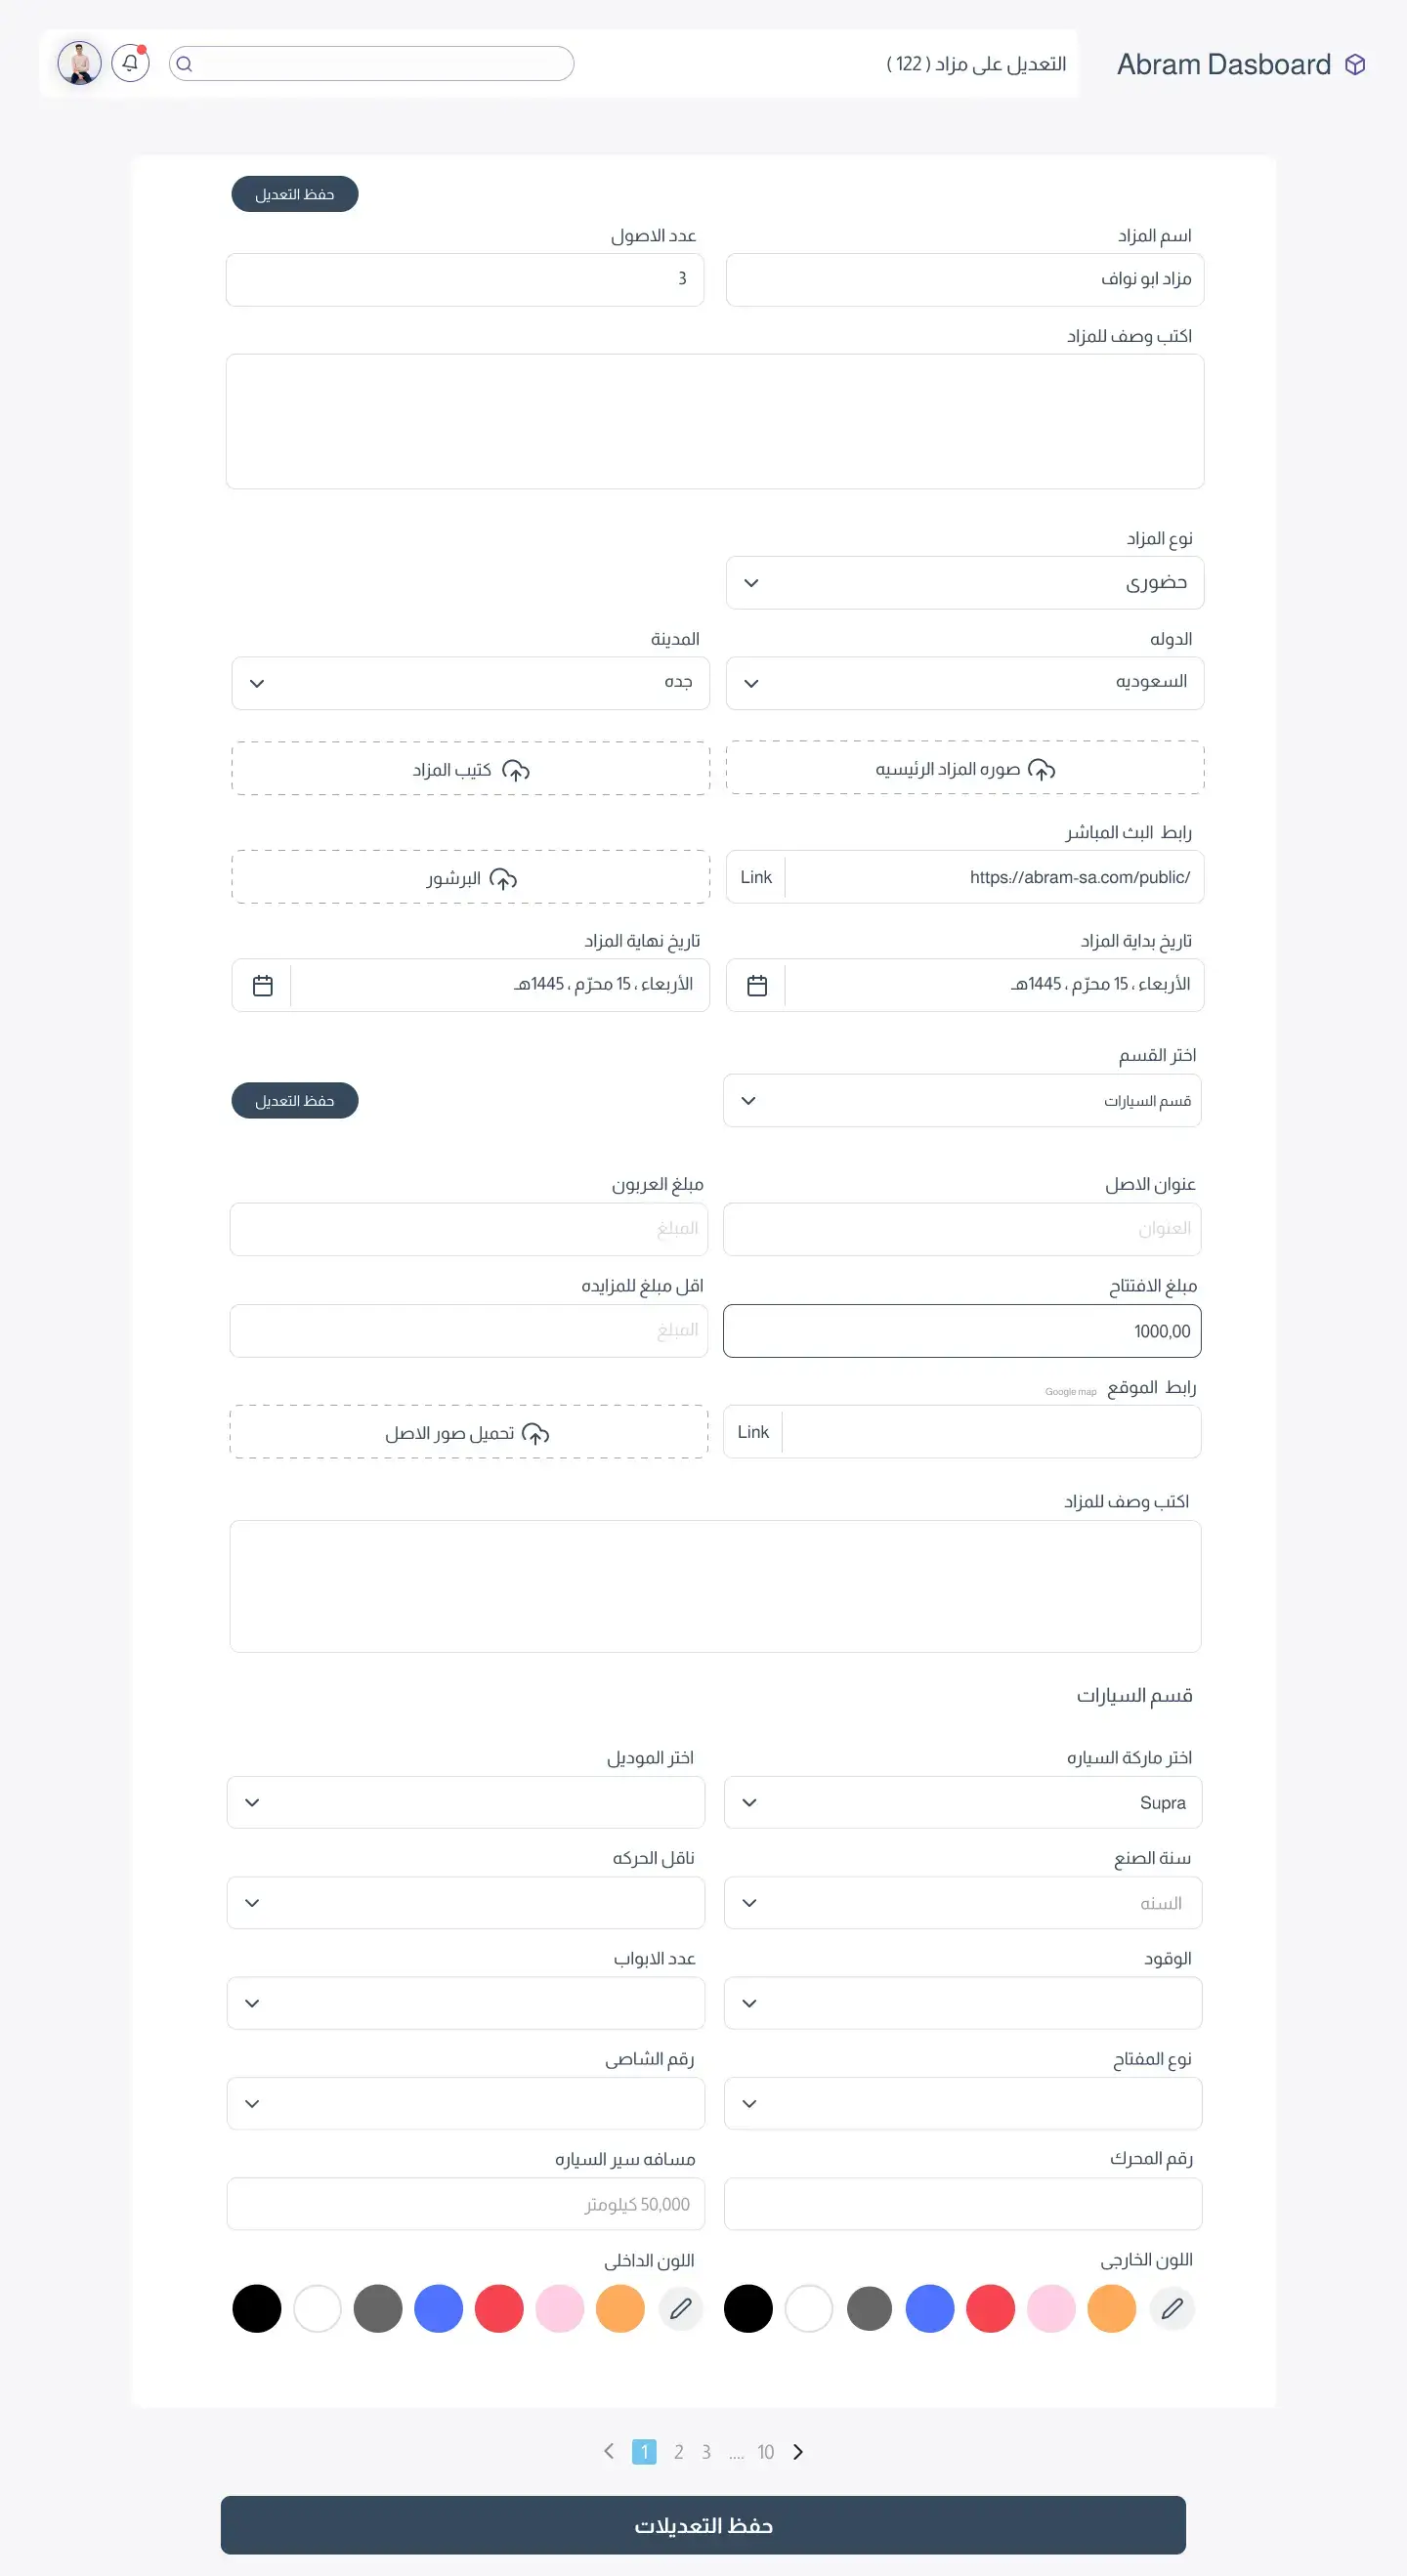 Abram Dasboard
التعديل على مزاد ( 122 )
حفظ التعديل
اسم المزاد
عدد الاصول
مزاد ابو نواف
3
اكتب وصف للمزاد
نوع المزاد
حضورى
الدوله
المدينة
السعوديه
جده
صوره المزاد الرئيسيه
كتيب المزاد
رابط البث المباشر
https://abram-sa.com/public/
Link
البرشور
تاريخ بداية المزاد
تاريخ نهاية المزاد
الأربعاء ، 15 محرّم ، 1445هـ
الأربعاء ، 15 محرّم ، 1445هـ
اختر القسم
قسم السيارات
حفظ التعديل
عنوان الاصل
مبلغ العربون
العنوان
المبلغ
مبلغ الافتتاح
اقل مبلغ للمزايده
1000,00
المبلغ
رابط الموقع Google map
Link
تحميل صور الاصل
اكتب وصف للمزاد
قسم السيارات
اختر ماركة السياره
اختر الموديل
Supra
سنة الصنع
ناقل الحركه
السنه
الوقود
عدد الابواب
نوع المفتاح
رقم الشاصى
رقم المحرك
مسافه سير السياره
50,000 كيلومتر
اللون الخارجى
اللون الداخلى
1 2 3 .... 10
حفظ التعديلات